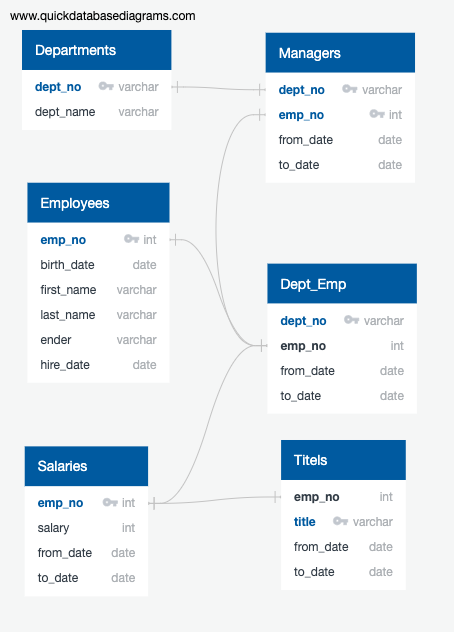 www.quickdatabasediagrams.com
Departments
dept_no varchar
dept_name varchar
Managers
dept_no varchar
emp_no int
from_date date
to_date date
Employees
emp_no int
birth_date date
first_name varchar
last_name varchar
ender varchar
hire_date date
Dept_Emp
dept_no varchar
emp_no int
from_date date
to_date date
Salaries
emp_no int
salary int
from_date date
to_date date
Titels
emp_no int
title varchar
from_date date
to_date date